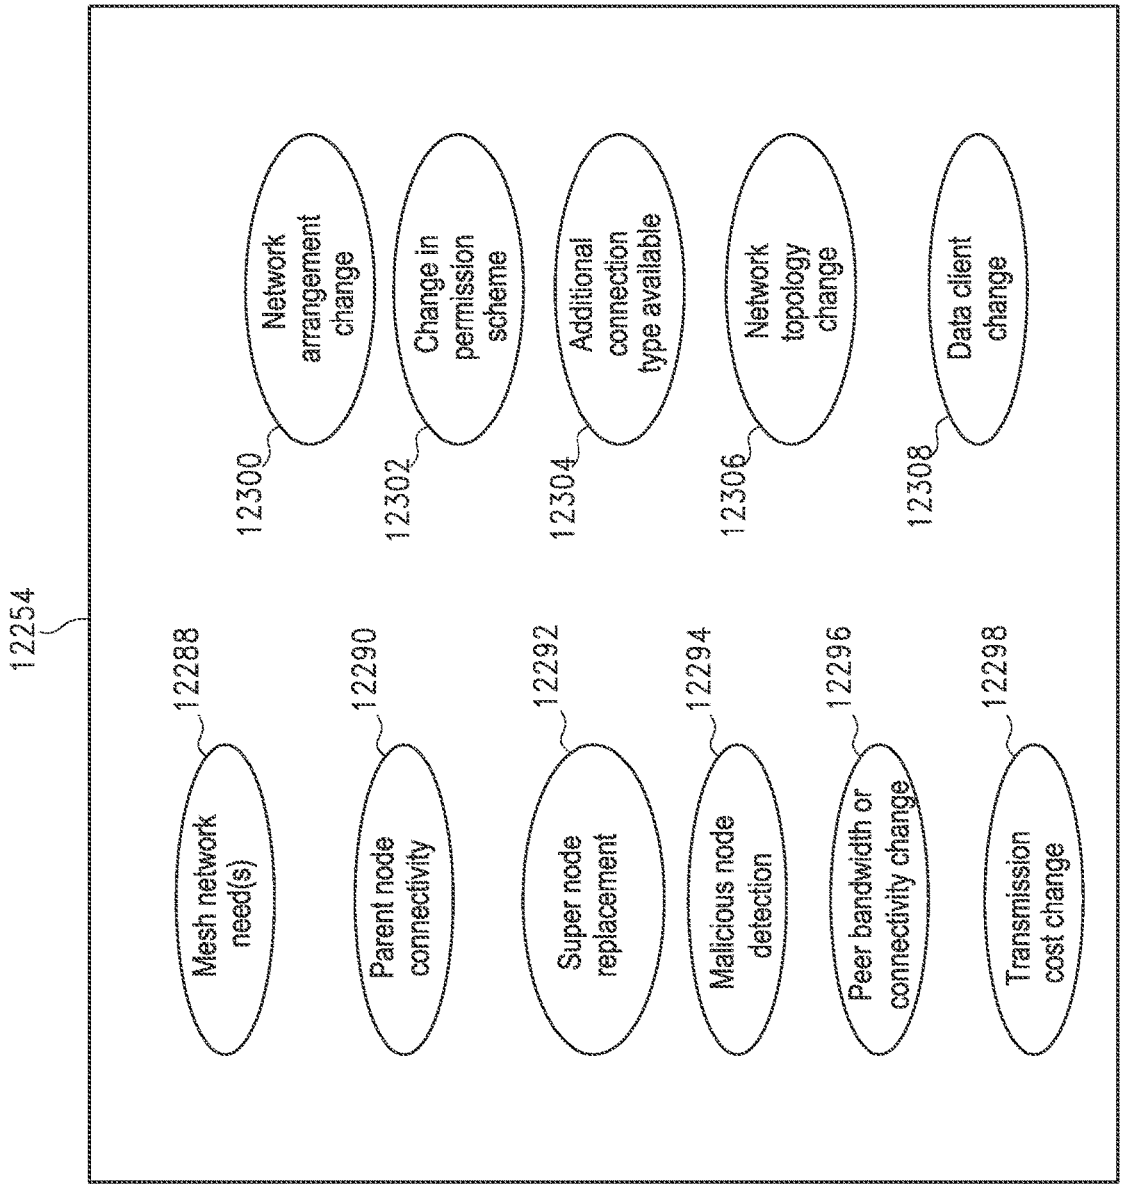 12254
12288
Mesh network
need(s)
12290
Parent node
connectivity
12292
Super node
replacement
12294
Malicious node
detection
12296
Peer bandwidth or
connectivity change
12298
Transmission
cost change
12300
Network
arrangement
change
12302
Change in
permission
scheme
12304
Additional
connection
type available
12306
Network
topology
change
12308
Data client
change